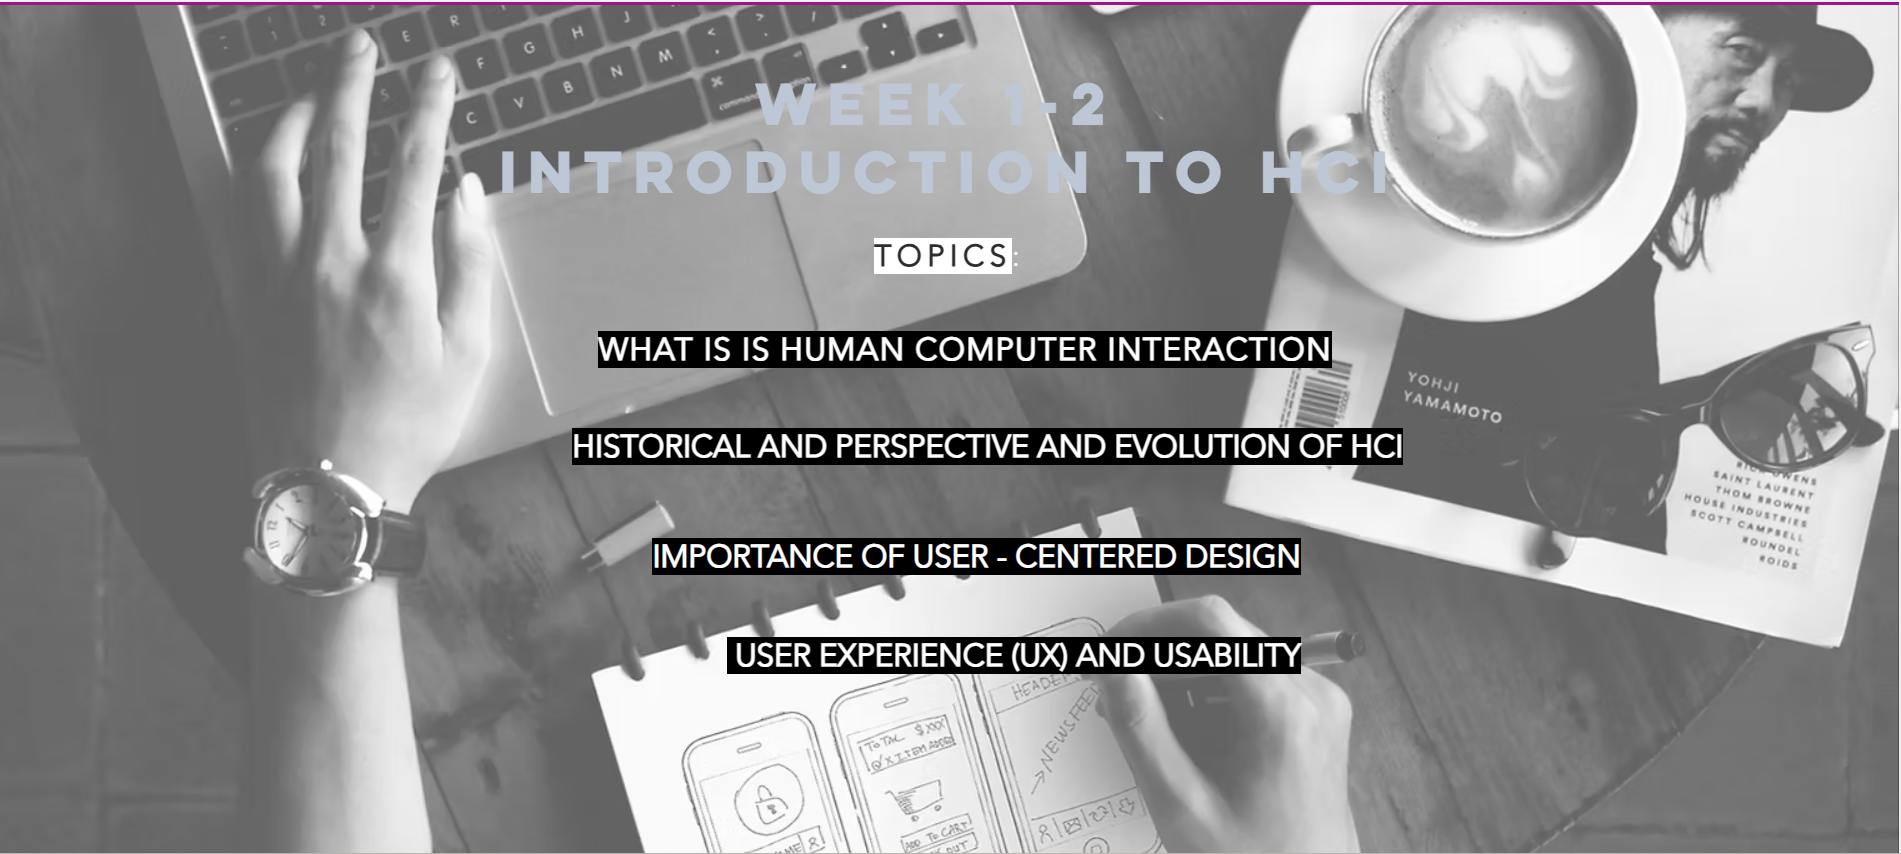 WEEK 1-2
INTRODUCTION TO HCI
TOPICS:
WHAT IS IS HUMAN COMPUTER INTERACTION
HISTORICAL AND PERSPECTIVE AND EVOLUTION OF HCI
IMPORTANCE OF USER - CENTERED DESIGN
USER EXPERIENCE (UX) AND USABILITY
YOHJI
YAMAMOTO
RICK OWENS
SAINT LAURENT
THOM BROWNE
HOUSE INDUSTRIES
SCOTT CAMPBELL
ROUNDEL
ROIDS
HEADER
NEWSFEED
TOTAL $XXX
X ITEM ADDED
ADD TO CART
E R
F G H J
C V B N M
command